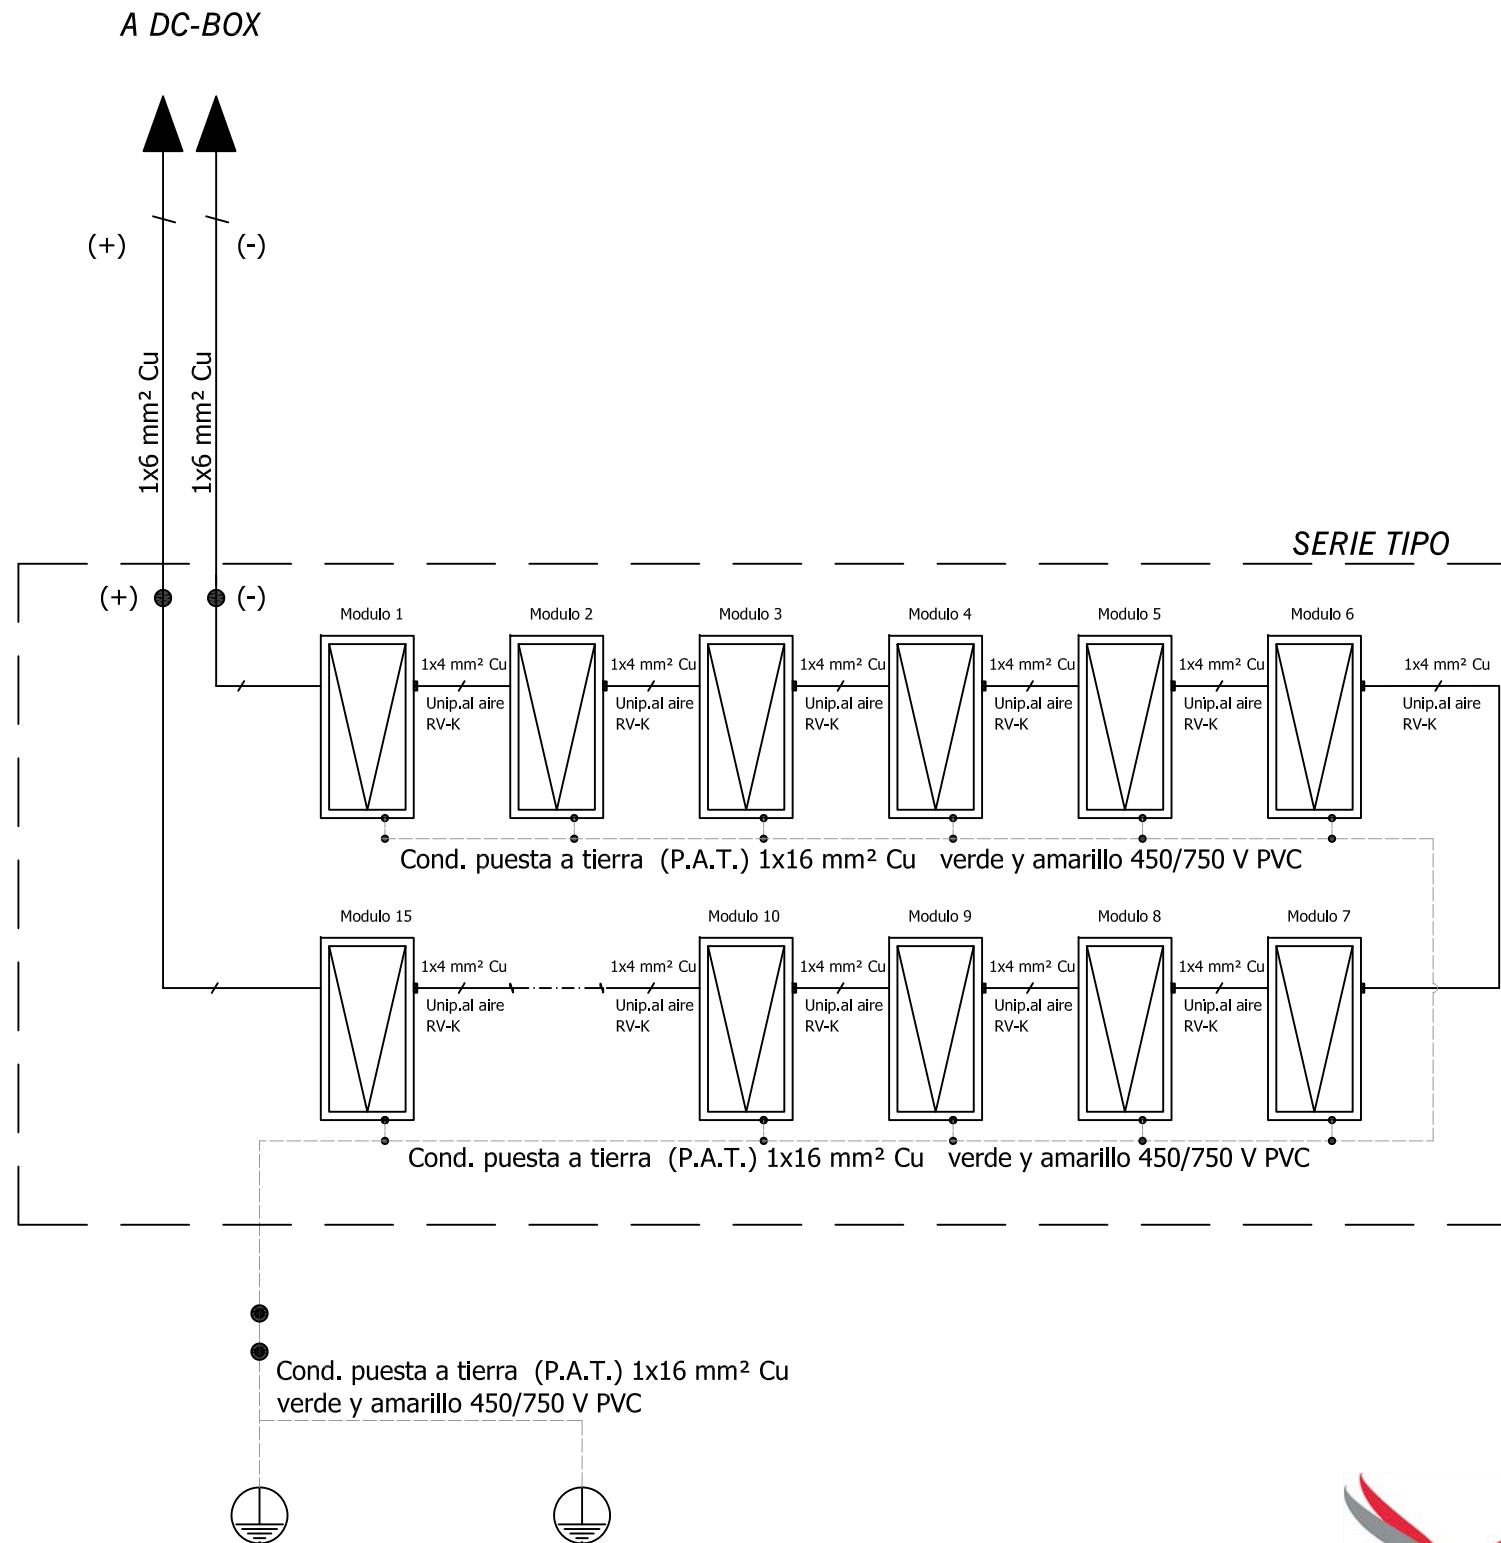 A DC-BOX
(+)
(-)
1x6 mm² Cu
1x6 mm² Cu
SERIE TIPO
(+)
(-)
Modulo 1
Modulo 2
Modulo 3
Modulo 4
Modulo 5
Modulo 6
1x4 mm² Cu
Unip.al aire
RV-K
1x4 mm² Cu
Unip.al aire
RV-K
1x4 mm² Cu
Unip.al aire
RV-K
1x4 mm² Cu
Unip.al aire
RV-K
1x4 mm² Cu
Unip.al aire
RV-K
1x4 mm² Cu
Unip.al aire
RV-K
Cond. puesta a tierra (P.A.T.) 1x16 mm² Cu verde y amarillo 450/750 V PVC
Modulo 15
Modulo 10
Modulo 9
Modulo 8
Modulo 7
1x4 mm² Cu
Unip.al aire
RV-K
1x4 mm² Cu
Unip.al aire
RV-K
1x4 mm² Cu
Unip.al aire
RV-K
1x4 mm² Cu
Unip.al aire
RV-K
1x4 mm² Cu
Unip.al aire
RV-K
Cond. puesta a tierra (P.A.T.) 1x16 mm² Cu verde y amarillo 450/750 V PVC
Cond. puesta a tierra (P.A.T.) 1x16 mm² Cu
verde y amarillo 450/750 V PVC